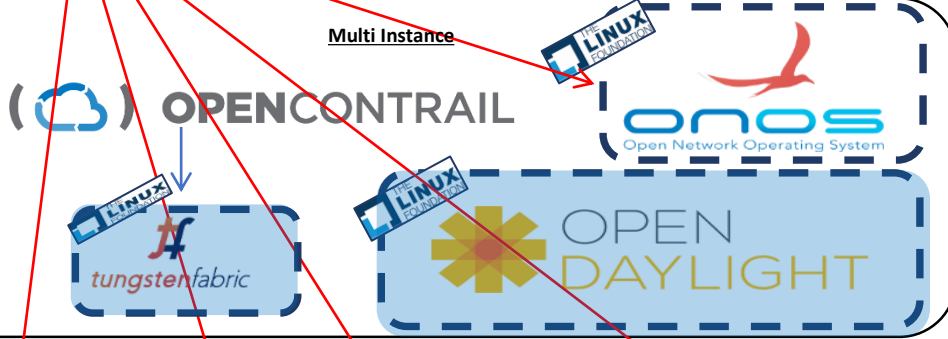 Multi Instance
THE
LINUX
FOUNDATION
OPENCONTRAIL
ONOS
Open Network Operating System
THE
LINUX
FOUNDATION
tf
tungstenfabric
THE
LINUX
FOUNDATION
OPEN
DAYLIGHT